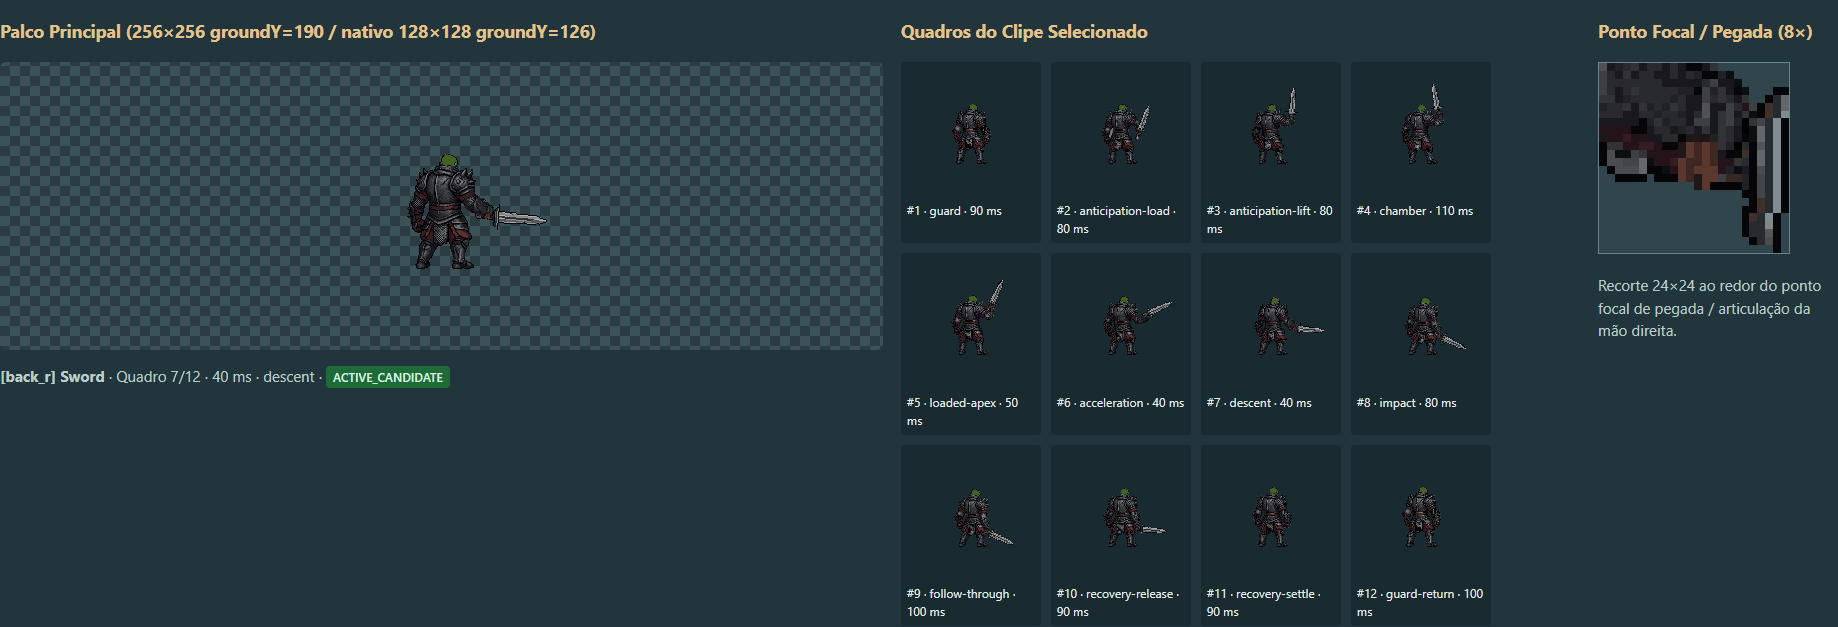 Palco Principal (256×256 groundY=190 / nativo 128×128 groundY=126)
[back_r] Sword · Quadro 7/12 · 40 ms · descent · ACTIVE_CANDIDATE
Quadros do Clipe Selecionado
#1 · guard · 90 ms
#2 · anticipation-load ·
80 ms
#3 · anticipation-lift · 80
ms
#4 · chamber · 110 ms
#5 · loaded-apex · 50
ms
#6 · acceleration · 40 ms
#7 · descent · 40 ms
#8 · impact · 80 ms
#9 · follow-through ·
100 ms
#10 · recovery-release ·
90 ms
#11 · recovery-settle ·
90 ms
#12 · guard-return · 100
ms
Ponto Focal / Pegada (8×)
Recorte 24×24 ao redor do ponto
focal de pegada / articulação da
mão direita.